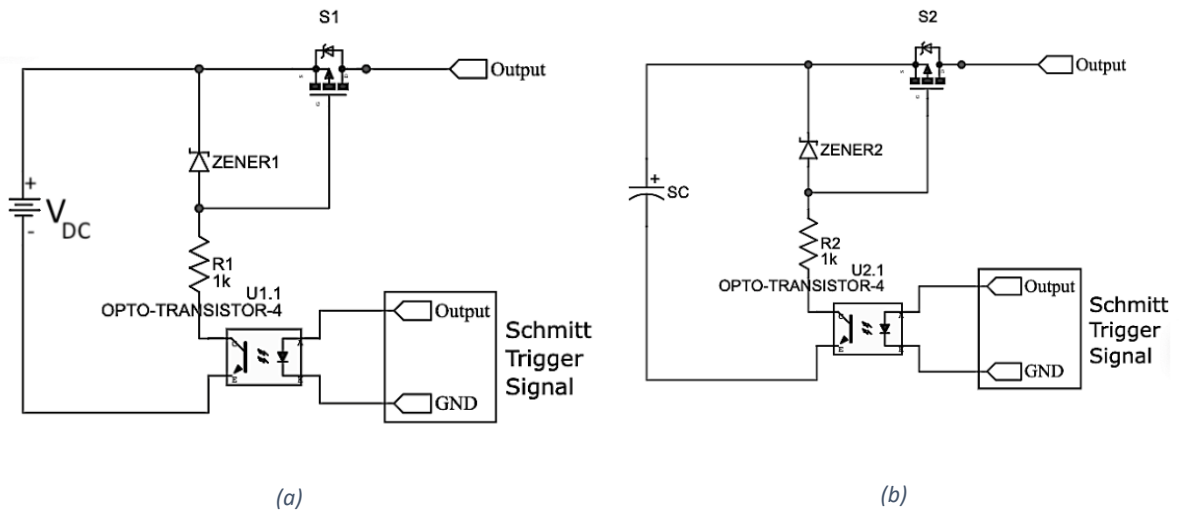 S1
Output
ZENER1
+
V
DC
-
R1
1k
U1.1
OPTO-TRANSISTOR-4
Output
GND
Schmitt
Trigger
Signal
(a)
S2
Output
ZENER2
+
SC
R2
1k
U2.1
OPTO-TRANSISTOR-4
Output
GND
Schmitt
Trigger
Signal
(b)